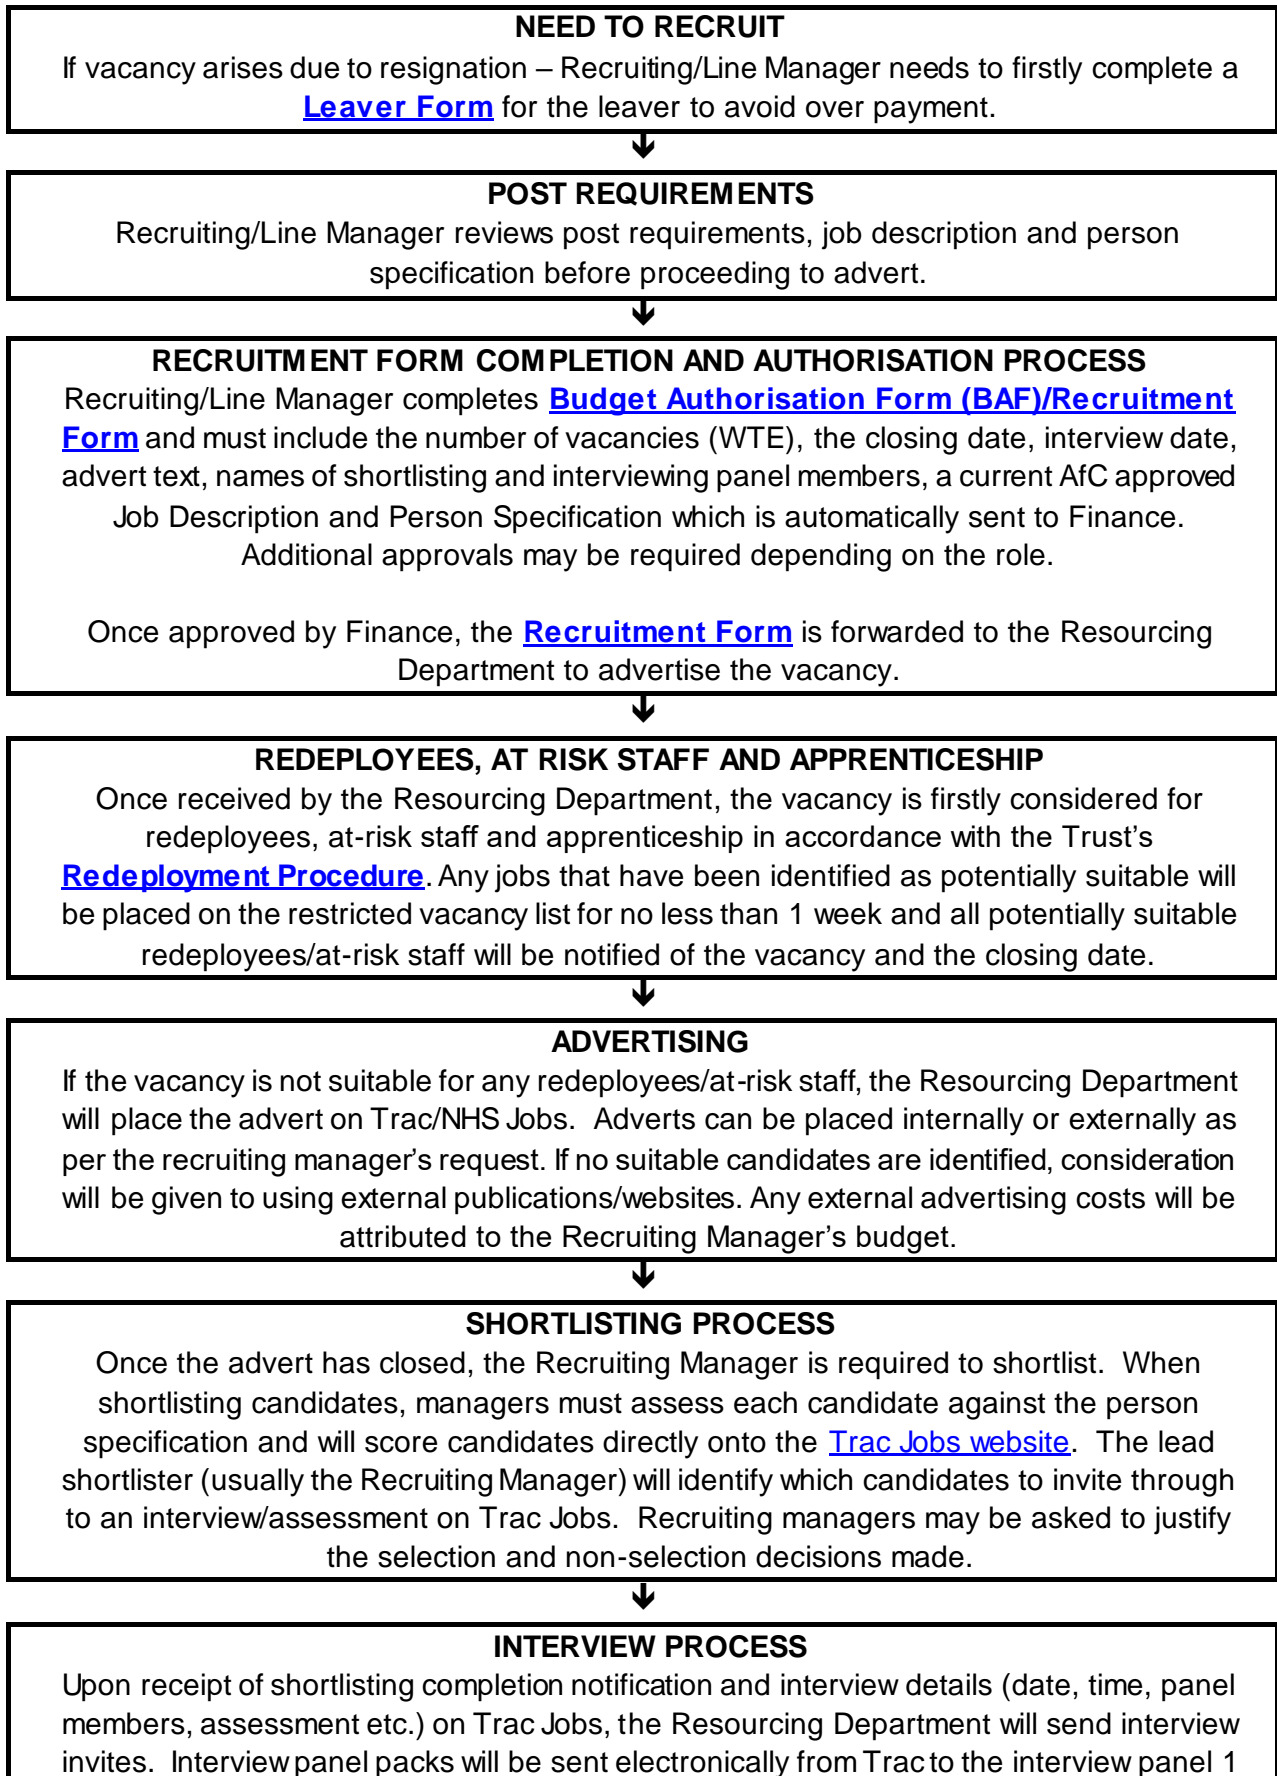 NEED TO RECRUIT
If vacancy arises due to resignation – Recruiting/Line Manager needs to firstly complete a
Leaver Form for the leaver to avoid over payment.
POST REQUIREMENTS
Recruiting/Line Manager reviews post requirements, job description and person
specification before proceeding to advert.
RECRUITMENT FORM COMPLETION AND AUTHORISATION PROCESS
Recruiting/Line Manager completes Budget Authorisation Form (BAF)/Recruitment
Form and must include the number of vacancies (WTE), the closing date, interview date,
advert text, names of shortlisting and interviewing panel members, a current AfC approved
Job Description and Person Specification which is automatically sent to Finance.
Additional approvals may be required depending on the role.
Once approved by Finance, the Recruitment Form is forwarded to the Resourcing
Department to advertise the vacancy.
REDEPLOYEES, AT RISK STAFF AND APPRENTICESHIP
Once received by the Resourcing Department, the vacancy is firstly considered for
redeployees, at-risk staff and apprenticeship in accordance with the Trust's
Redeployment Procedure. Any jobs that have been identified as potentially suitable will
be placed on the restricted vacancy list for no less than 1 week and all potentially suitable
redeployees/at-risk staff will be notified of the vacancy and the closing date.
ADVERTISING
If the vacancy is not suitable for any redeployees/at-risk staff, the Resourcing Department
will place the advert on Trac/NHS Jobs. Adverts can be placed internally or externally as
per the recruiting manager's request. If no suitable candidates are identified, consideration
will be given to using external publications/websites. Any external advertising costs will be
attributed to the Recruiting Manager's budget.
SHORTLISTING PROCESS
Once the advert has closed, the Recruiting Manager is required to shortlist. When
shortlisting candidates, managers must assess each candidate against the person
specification and will score candidates directly onto the Trac Jobs website. The lead
shortlister (usually the Recruiting Manager) will identify which candidates to invite through
to an interview/assessment on Trac Jobs. Recruiting managers may be asked to justify
the selection and non-selection decisions made.
INTERVIEW PROCESS
Upon receipt of shortlisting completion notification and interview details (date, time, panel
members, assessment etc.) on Trac Jobs, the Resourcing Department will send interview
invites. Interview panel packs will be sent electronically from Trac to the interview panel 1